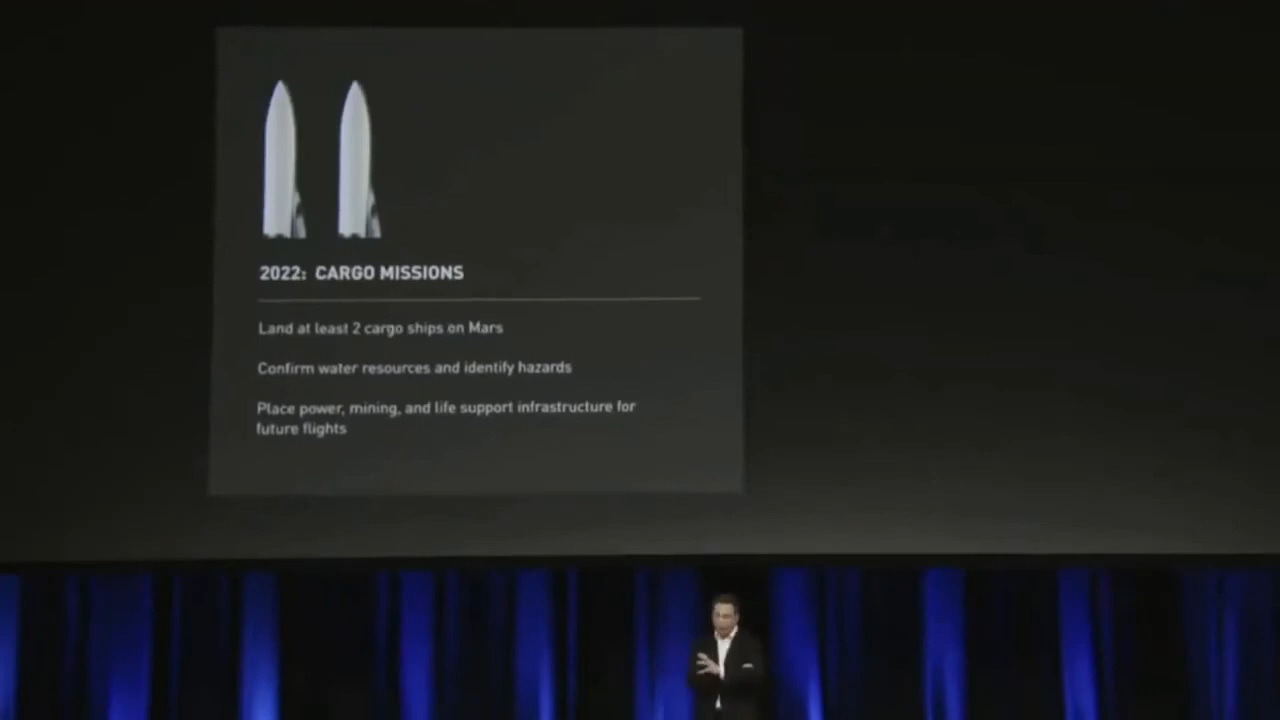 2022: CARGO MISSIONS
Land at least 2 cargo ships on Mars
Confirm water resources and identify hazards
Place power, mining, and life support infrastructure for
future flights